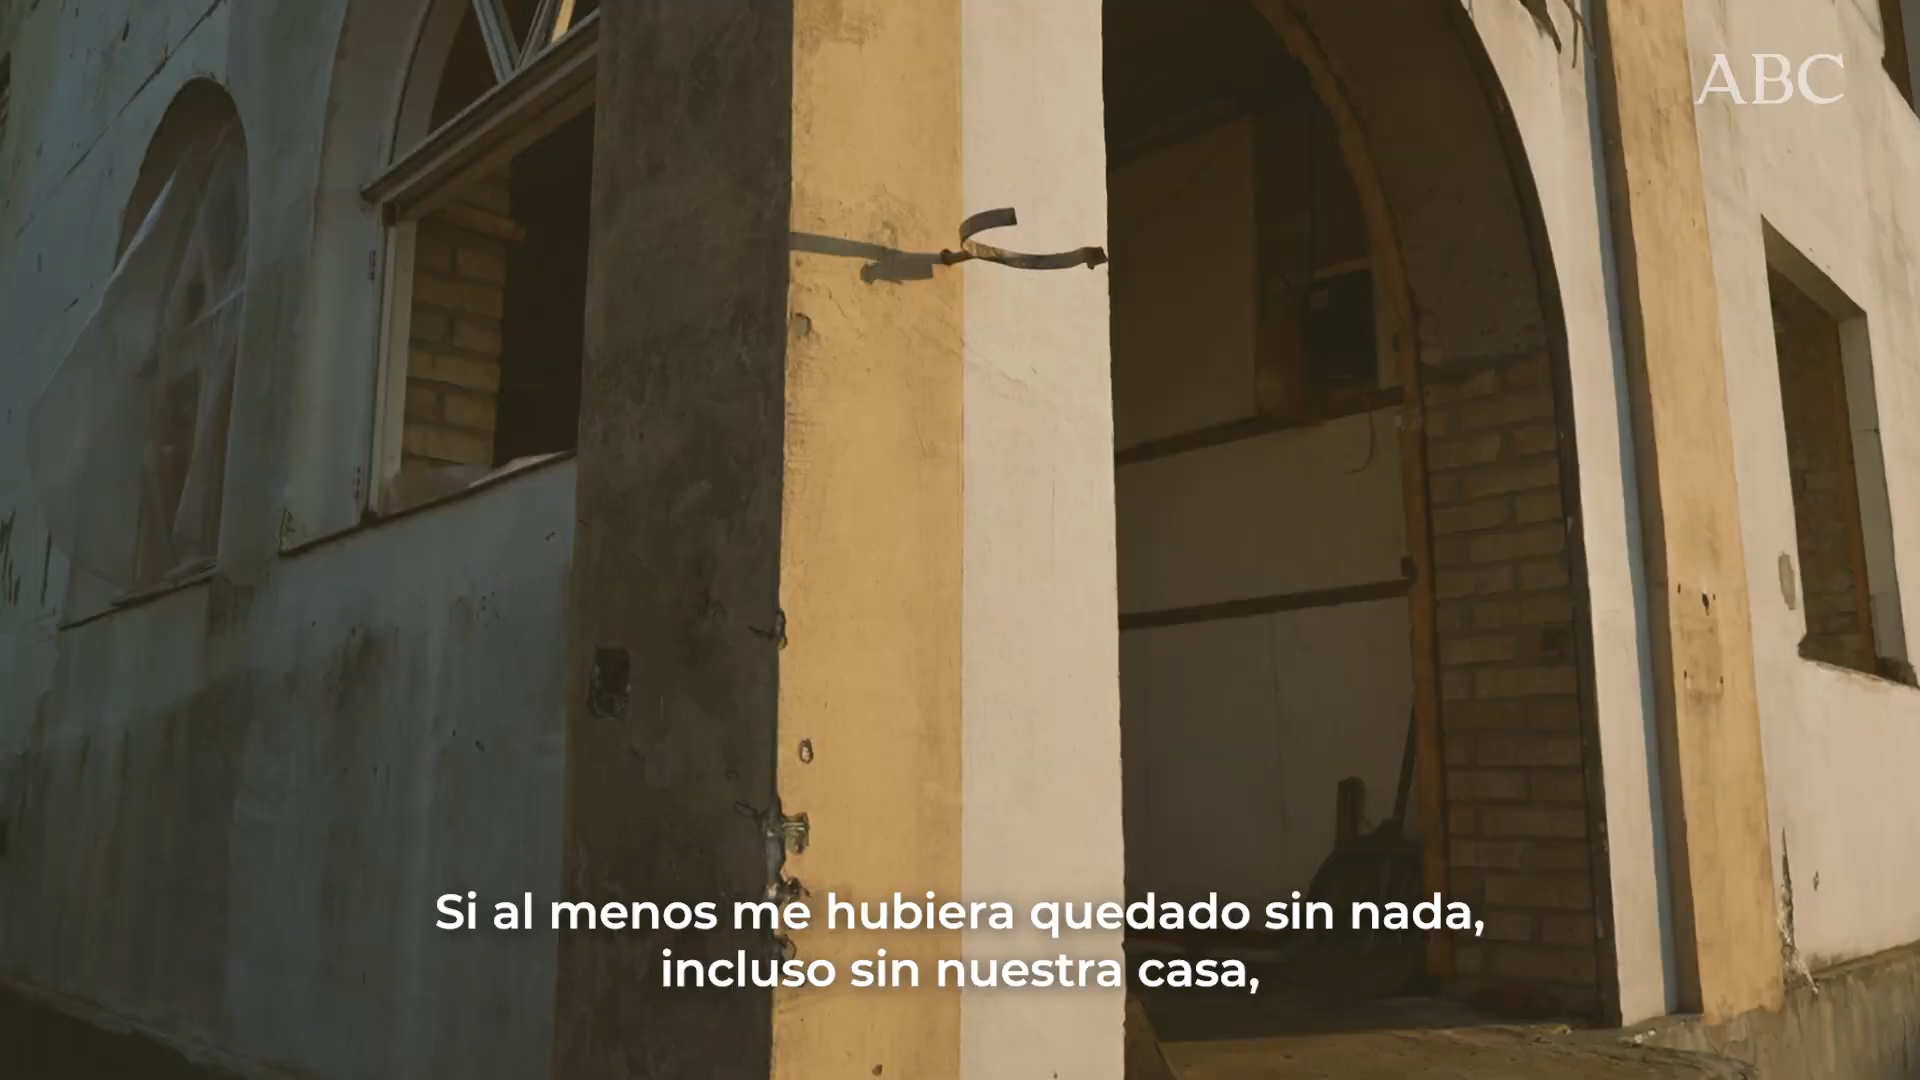 ABC
Si al menos me hubiera quedado sin nada,
incluso sin nuestra casa,